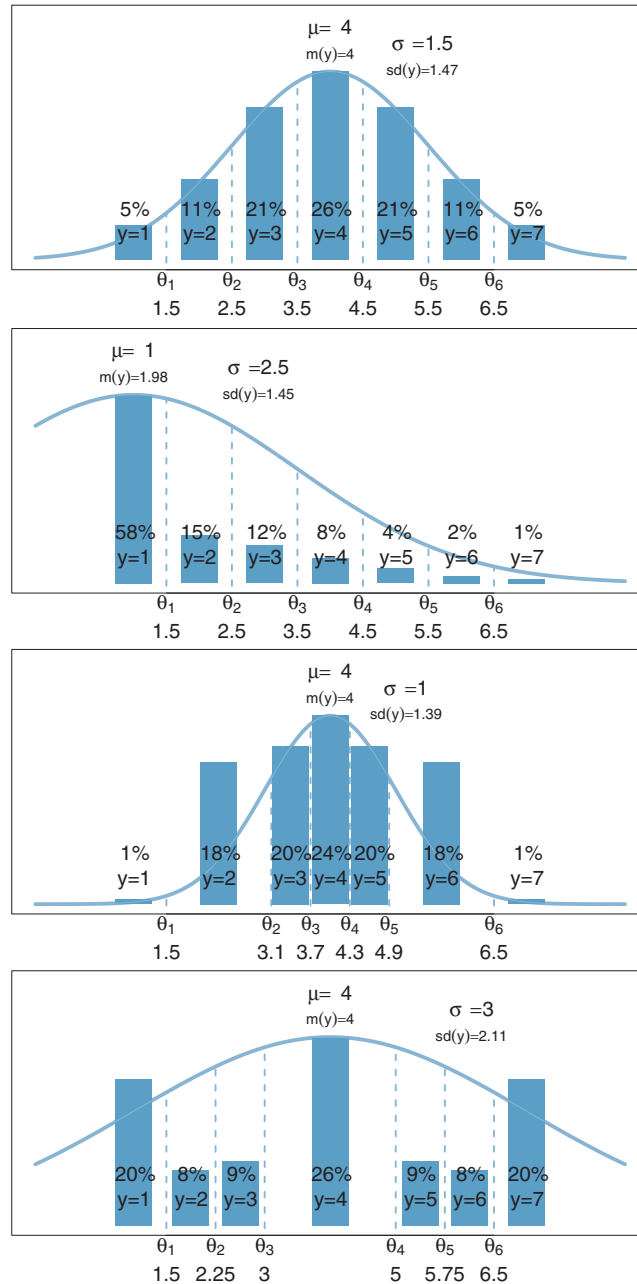 μ= 4
m(y)=4
σ =1.5
sd(y)=1.47
5% 11% 21% 26% 21% 11% 5%
y=1 y=2 y=3 y=4 y=5 y=6 y=7
θ1 θ2 θ3 θ4 θ5 θ6
1.5 2.5 3.5 4.5 5.5 6.5
μ= 1
m(y)=1.98
σ =2.5
sd(y)=1.45
58% 15% 12% 8% 4% 2% 1%
y=1 y=2 y=3 y=4 y=5 y=6 y=7
θ1 θ2 θ3 θ4 θ5 θ6
1.5 2.5 3.5 4.5 5.5 6.5
μ= 4
m(y)=4
σ =1
sd(y)=1.39
1% 18% 20% 24% 20% 18% 1%
y=1 y=2 y=3 y=4 y=5 y=6 y=7
θ1 θ2 θ3 θ4 θ5 θ6
1.5 3.1 3.7 4.3 4.9 6.5
μ= 4
m(y)=4
σ =3
sd(y)=2.11
20% 8% 9% 26% 9% 8% 20%
y=1 y=2 y=3 y=4 y=5 y=6 y=7
θ1 θ2 θ3 θ4 θ5 θ6
1.5 2.25 3 5 5.75 6.5